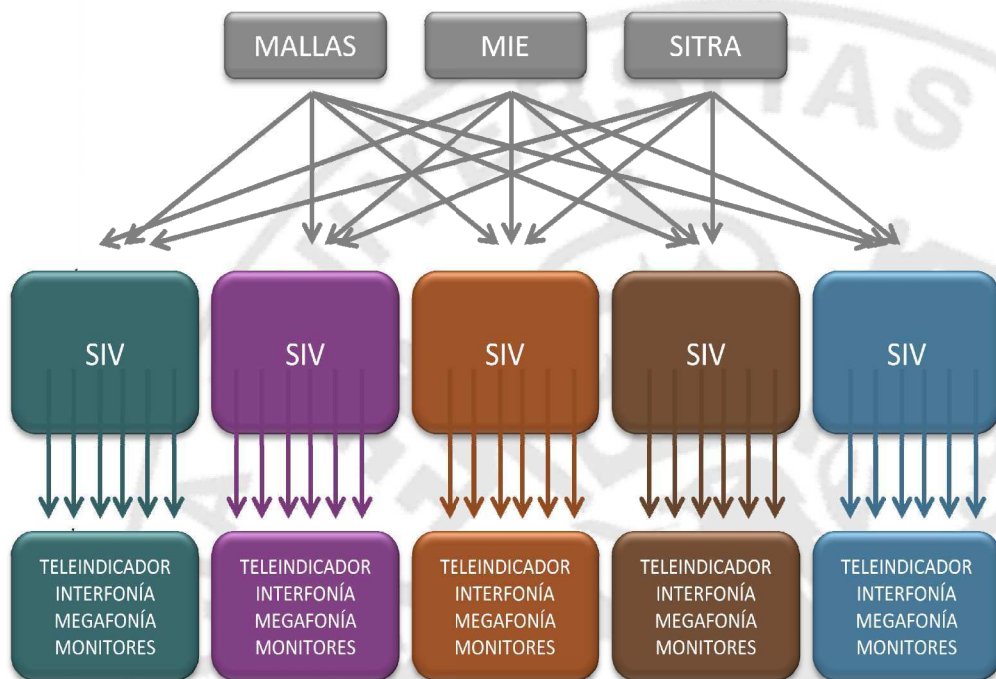 MALLAS
MIE
SITRA
SIV
SIV
SIV
SIV
SIV
TELEINDICADOR
INTERFONÍA
MEGAFONÍA
MONITORES
TELEINDICADOR
INTERFONÍA
MEGAFONÍA
MONITORES
TELEINDICADOR
INTERFONÍA
MEGAFONÍA
MONITORES
TELEINDICADOR
INTERFONÍA
MEGAFONÍA
MONITORES
TELEINDICADOR
INTERFONÍA
MEGAFONÍA
MONITORES